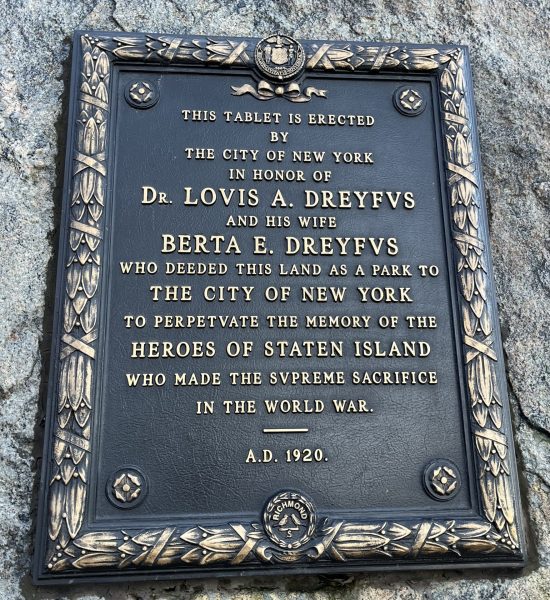 THIS TABLET IS ERECTED
BY
THE CITY OF NEW YORK
IN HONOR OF
DR. LOVIS A. DREYFVS
AND HIS WIFE
BERTA E. DREYFVS
WHO DEEDED THIS LAND AS A PARK TO
THE CITY OF NEW YORK
TO PERPETVATE THE MEMORY OF THE
HEROES OF STATEN ISLAND
WHO MADE THE SVPREME SACRIFICE
IN THE WORLD WAR.
A.D. 1920.
RICHMOND
S